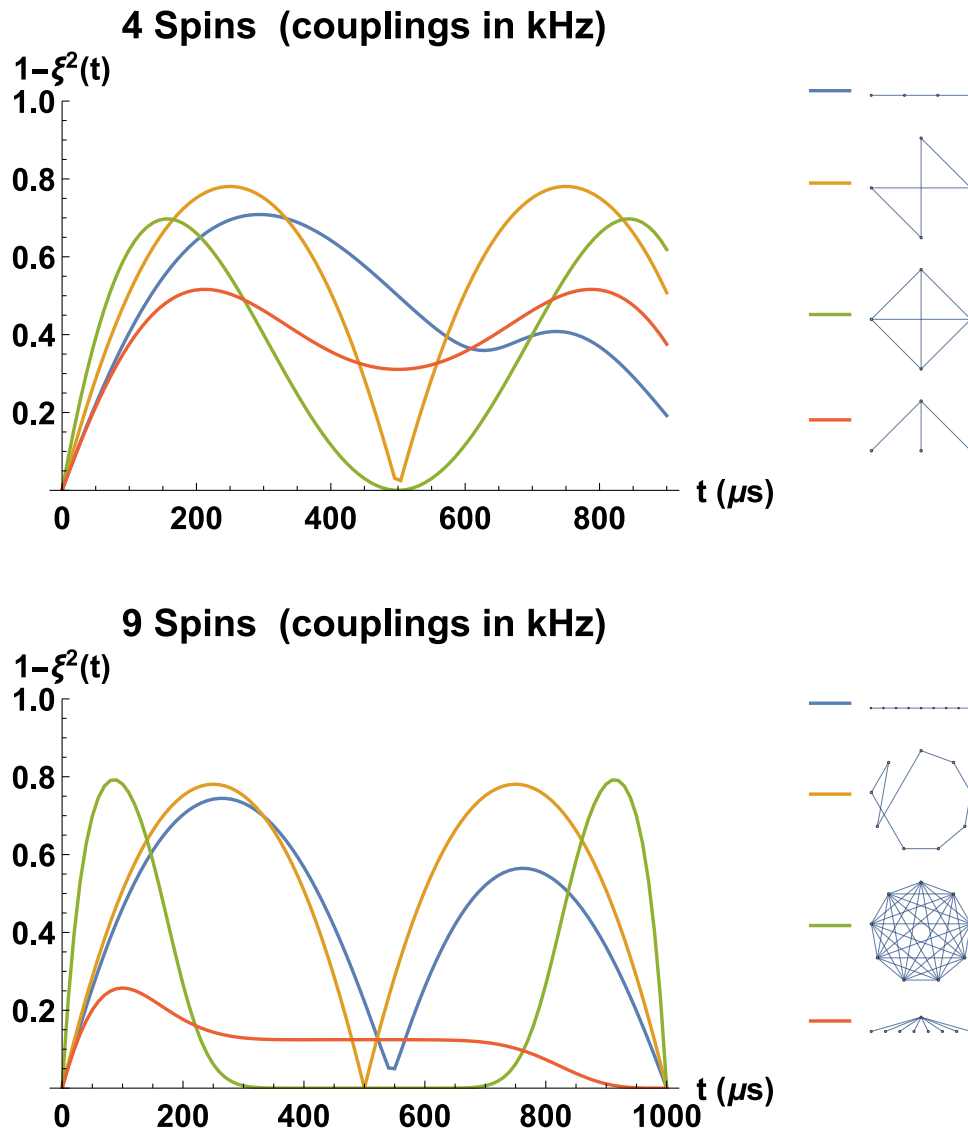 4 Spins (couplings in kHz)
1−ξ²(t)
1.0
0.8
0.6
0.4
0.2
0 200 400 600 800
t (μs)
9 Spins (couplings in kHz)
1−ξ²(t)
1.0
0.8
0.6
0.4
0.2
0 200 400 600 800 1000
t (μs)